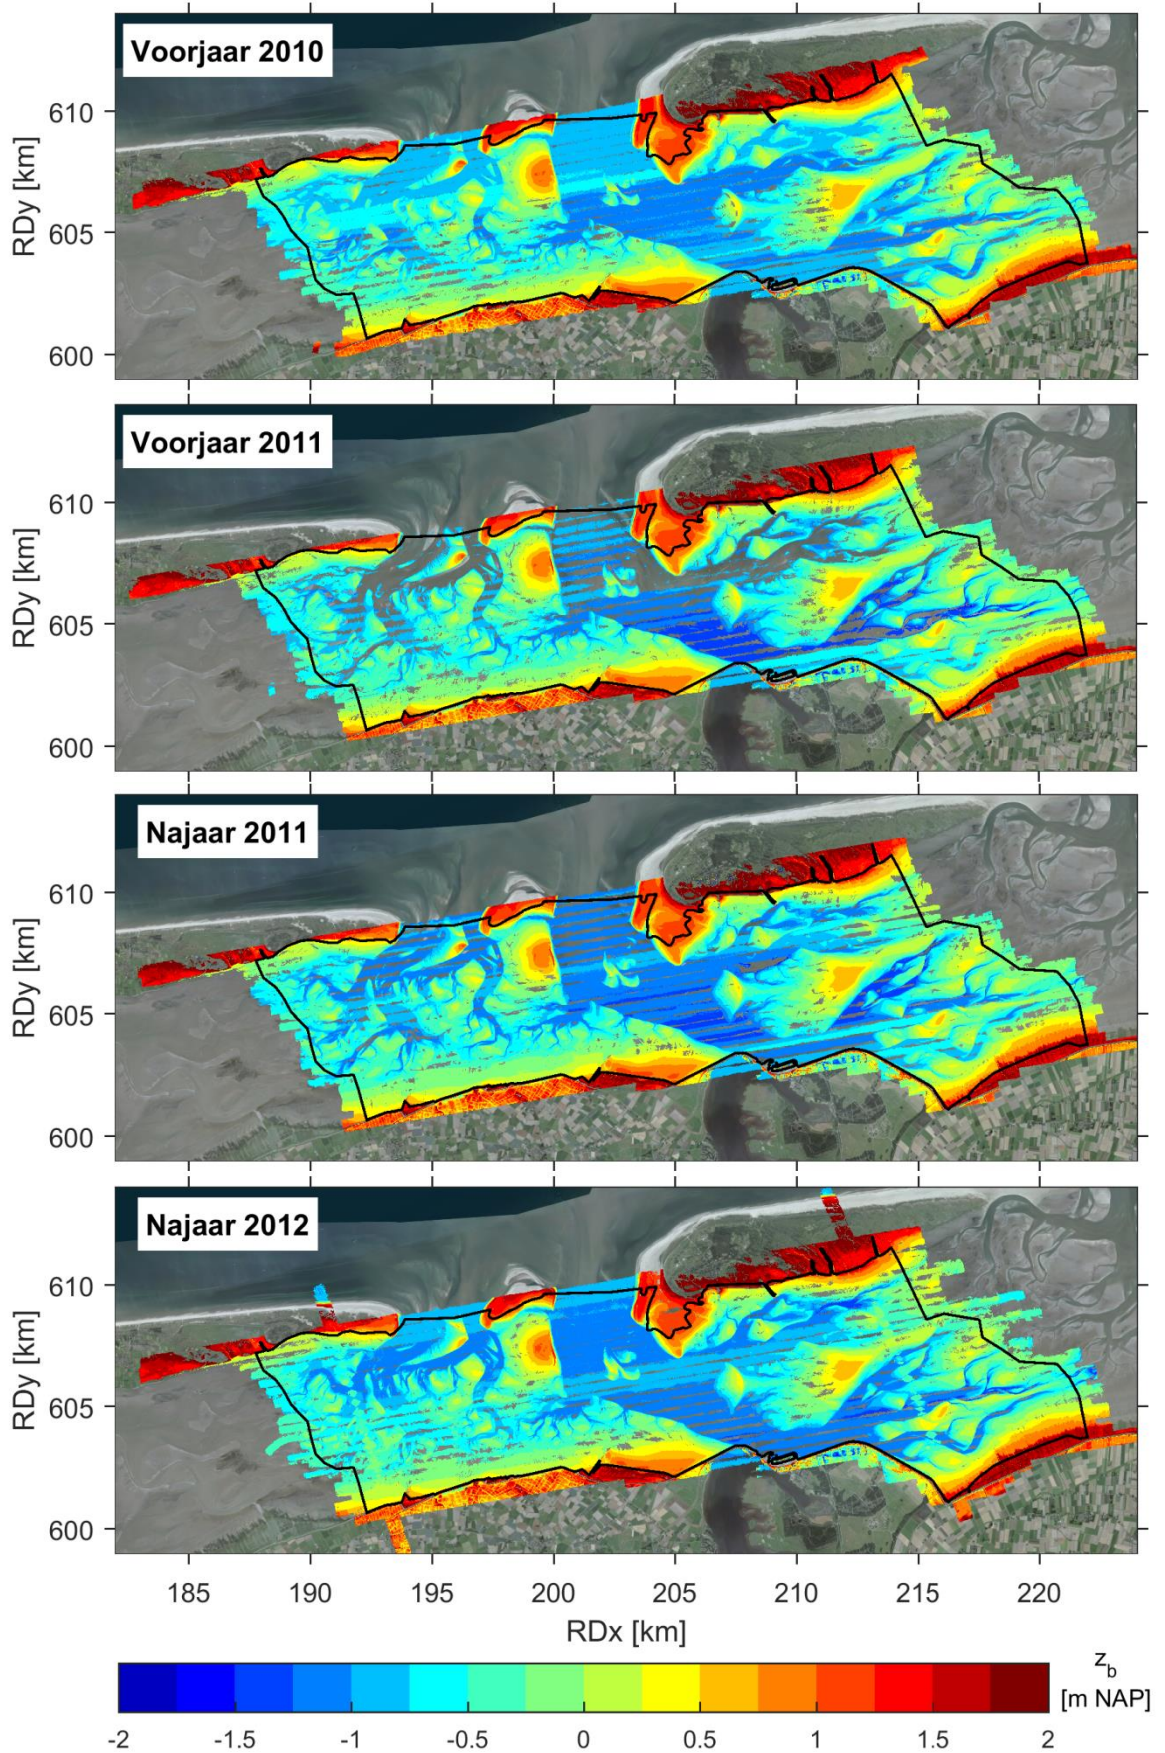 Voorjaar 2010
610
605
600
RDy [km]
Voorjaar 2011
610
605
600
RDy [km]
Najaar 2011
610
605
600
RDy [km]
Najaar 2012
610
605
600
RDy [km]
185 190 195 200 205 210 215 220
RDx [km]
z_b
[m NAP]
-2 -1.5 -1 -0.5 0 0.5 1 1.5 2